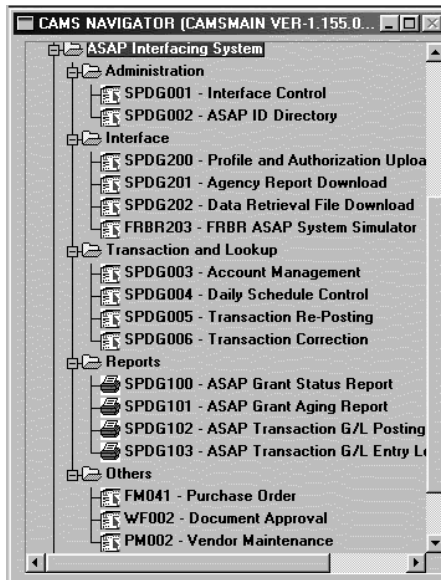 CAMS NAVIGATOR (CAMSMAIN VER-1.155.0...
ASAP Interfacing System
Administration
SPDG001 - Interface Control
SPDG002 - ASAP ID Directory
Interface
SPDG200 - Profile and Authorization Uploa
SPDG201 - Agency Report Download
SPDG202 - Data Retrieval File Download
FRBR203 - FRBR ASAP System Simulator
Transaction and Lookup
SPDG003 - Account Management
SPDG004 - Daily Schedule Control
SPDG005 - Transaction Re-Posting
SPDG006 - Transaction Correction
Reports
SPDG100 - ASAP Grant Status Report
SPDG101 - ASAP Grant Aging Report
SPDG102 - ASAP Transaction G/L Posting
SPDG103 - ASAP Transaction G/L Entry Lo
Others
FM041 - Purchase Order
WF002 - Document Approval
PM002 - Vendor Maintenance